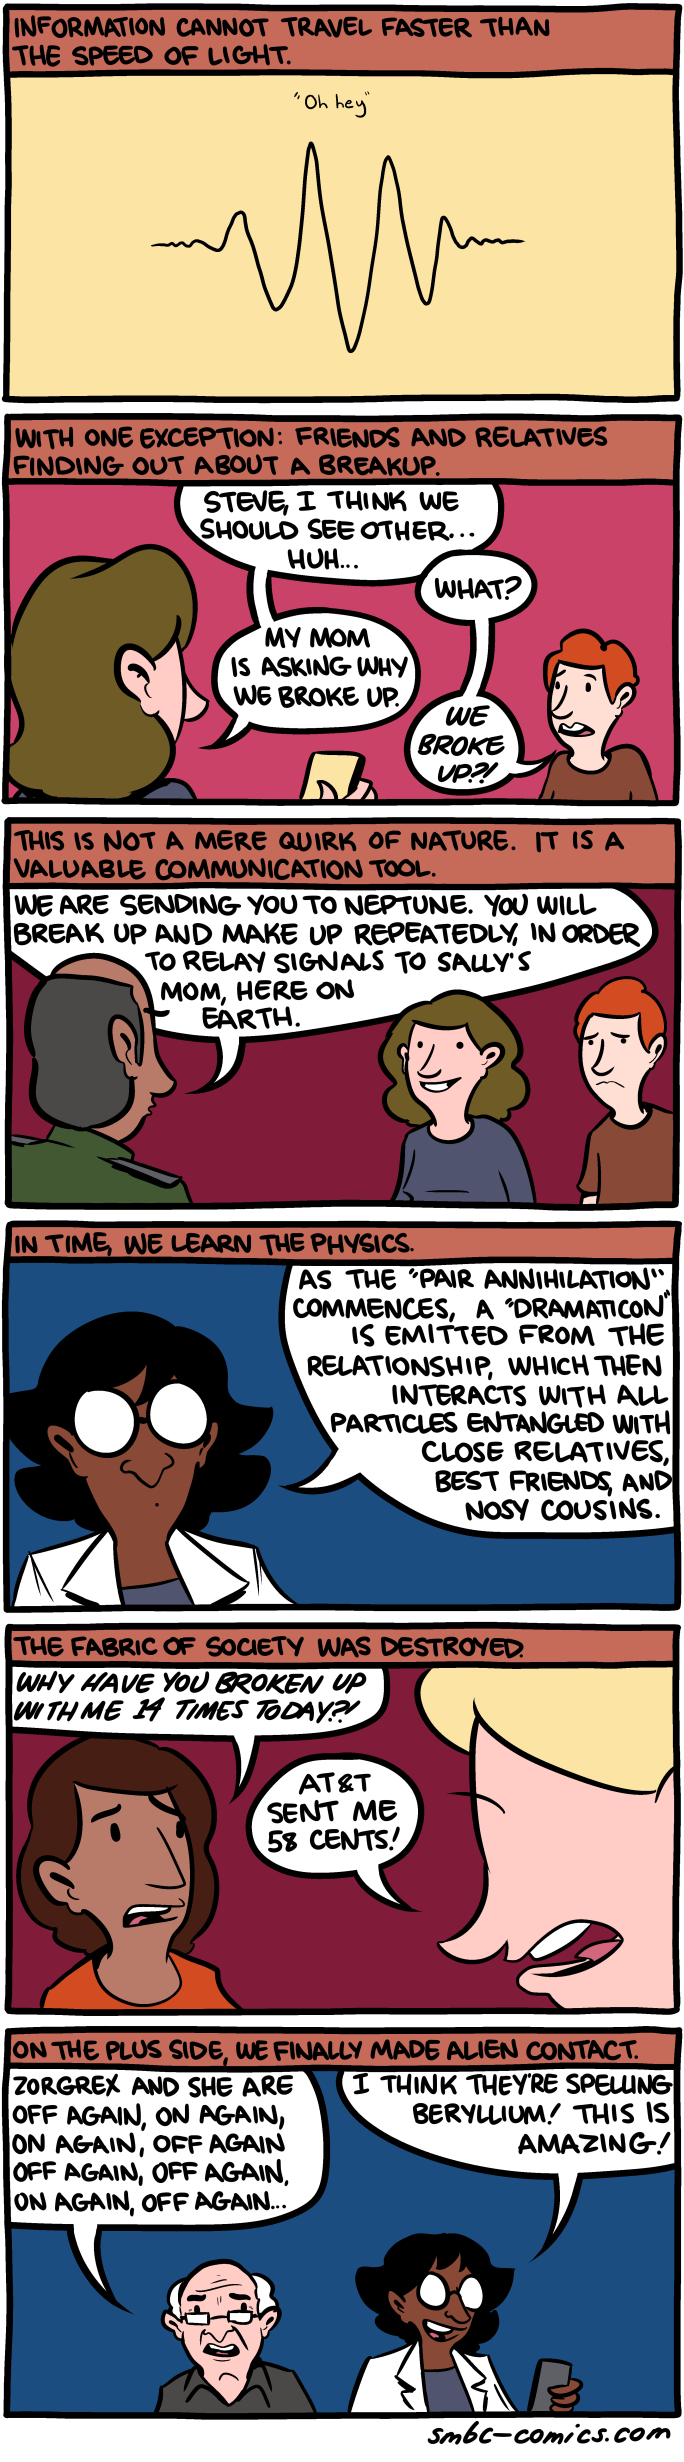 INFORMATION CANNOT TRAVEL FASTER THAN
THE SPEED OF LIGHT.
"Oh hey"
WITH ONE EXCEPTION: FRIENDS AND RELATIVES
FINDING OUT ABOUT A BREAKUP.
STEVE, I THINK WE
SHOULD SEE OTHER...
HUH...
WHAT?
MY MOM
IS ASKING WHY
WE BROKE UP.
WE
BROKE
UP?!
THIS IS NOT A MERE QUIRK OF NATURE. IT IS A
VALUABLE COMMUNICATION TOOL.
WE ARE SENDING YOU TO NEPTUNE. YOU WILL
BREAK UP AND MAKE UP REPEATEDLY, IN ORDER
TO RELAY SIGNALS TO SALLY'S
MOM, HERE ON
EARTH.
IN TIME, WE LEARN THE PHYSICS.
AS THE "PAIR ANNIHILATION"
COMMENCES, A "DRAMATICON"
IS EMITTED FROM THE
RELATIONSHIP, WHICH THEN
INTERACTS WITH ALL
PARTICLES ENTANGLED WITH
CLOSE RELATIVES,
BEST FRIENDS, AND
NOSY COUSINS.
THE FABRIC OF SOCIETY WAS DESTROYED.
WHY HAVE YOU BROKEN UP
WITH ME 14 TIMES TODAY?!
AT&T
SENT ME
58 CENTS!
ON THE PLUS SIDE, WE FINALLY MADE ALIEN CONTACT.
ZORGREX AND SHE ARE
OFF AGAIN, ON AGAIN,
ON AGAIN, OFF AGAIN
OFF AGAIN, OFF AGAIN,
ON AGAIN, OFF AGAIN...
I THINK THEY'RE SPELLING
BERYLLIUM! THIS IS
AMAZING!
smbc-comics.com